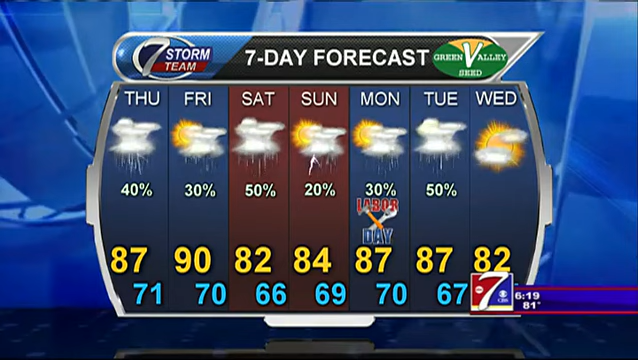 7 STORM TEAM
7-DAY FORECAST
GREEN VALLEY SEED
THU FRI SAT SUN MON TUE WED
40% 30% 50% 20% 30% 50%
LABOR DAY
87 90 82 84 87 87 82
71 70 66 69 70 67
7
CBS
6:19
81°